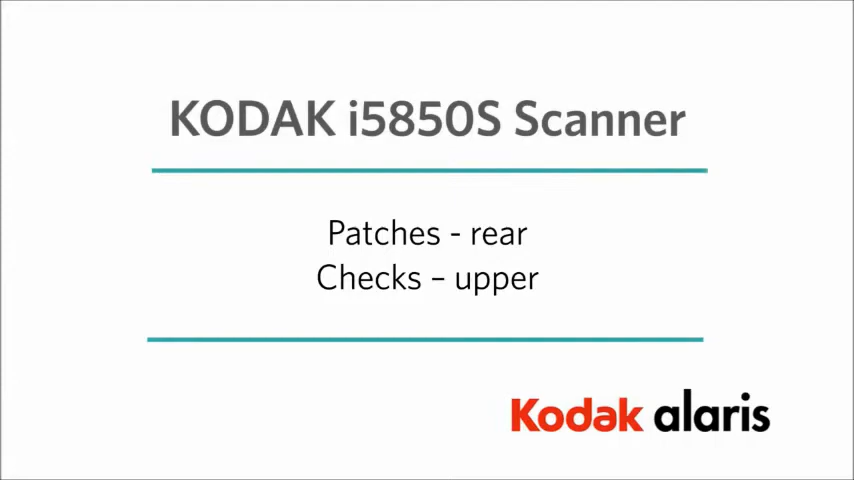 KODAK i5850S Scanner
Patches - rear
Checks – upper
Kodak alaris